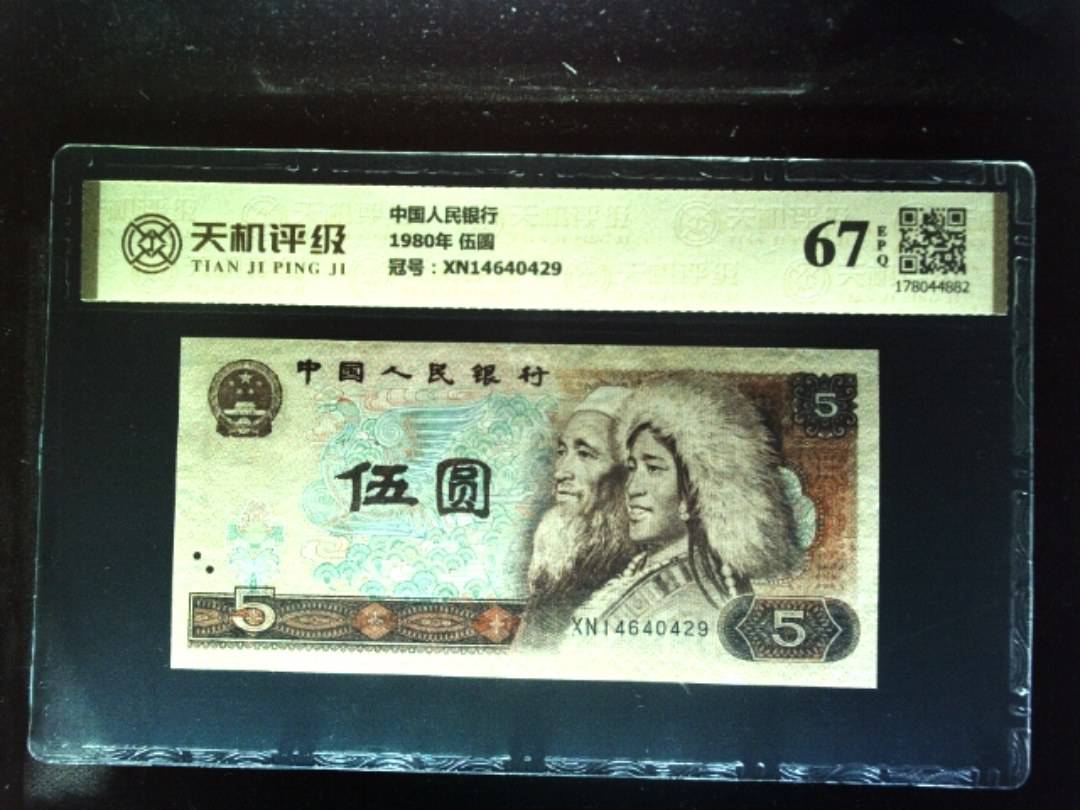 天机评级
TIAN JI PING JI
中国人民银行
1980年 伍圆
冠号：XN14640429
67
EPQ
178044882
中国人民银行
5
伍圆
5
XN14640429
5